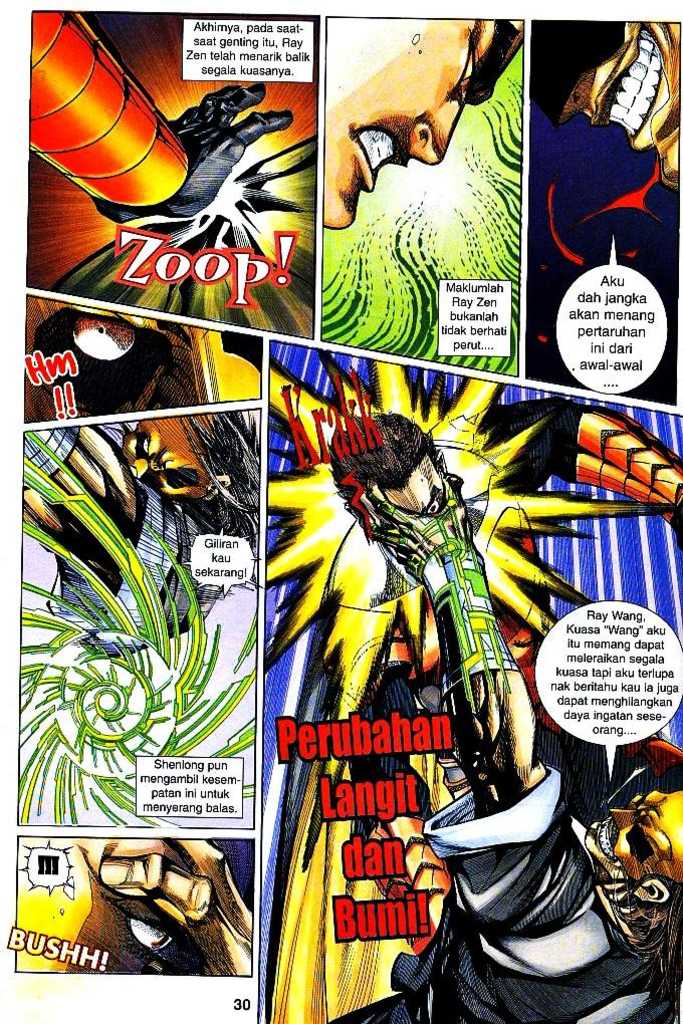 Akhirnya, pada saat-
saat genting itu, Ray
Zen telah menarik balik
segala kuasanya.
Zoop!
Maklumlah
Ray Zen
bukanlah
tidak berhati
perut....
Aku
dah jangka
akan menang
pertaruhan
ini dari
awal-awal
....
Hm
!!
Krakk
Giliran
kau
sekarang!
Shenlong pun
mengambil kesem-
patan ini untuk
menyerang balas.
Ray Wang,
Kuasa "Wang" aku
itu memang dapat
meleraikan segala
kuasa tapi aku terlupa
nak beritahu kau Ia juga
dapat menghilangkan
daya ingatan sese-
orang....
Perubahan
Langit
dan
Bumi!
!!!
BUSHH!
30